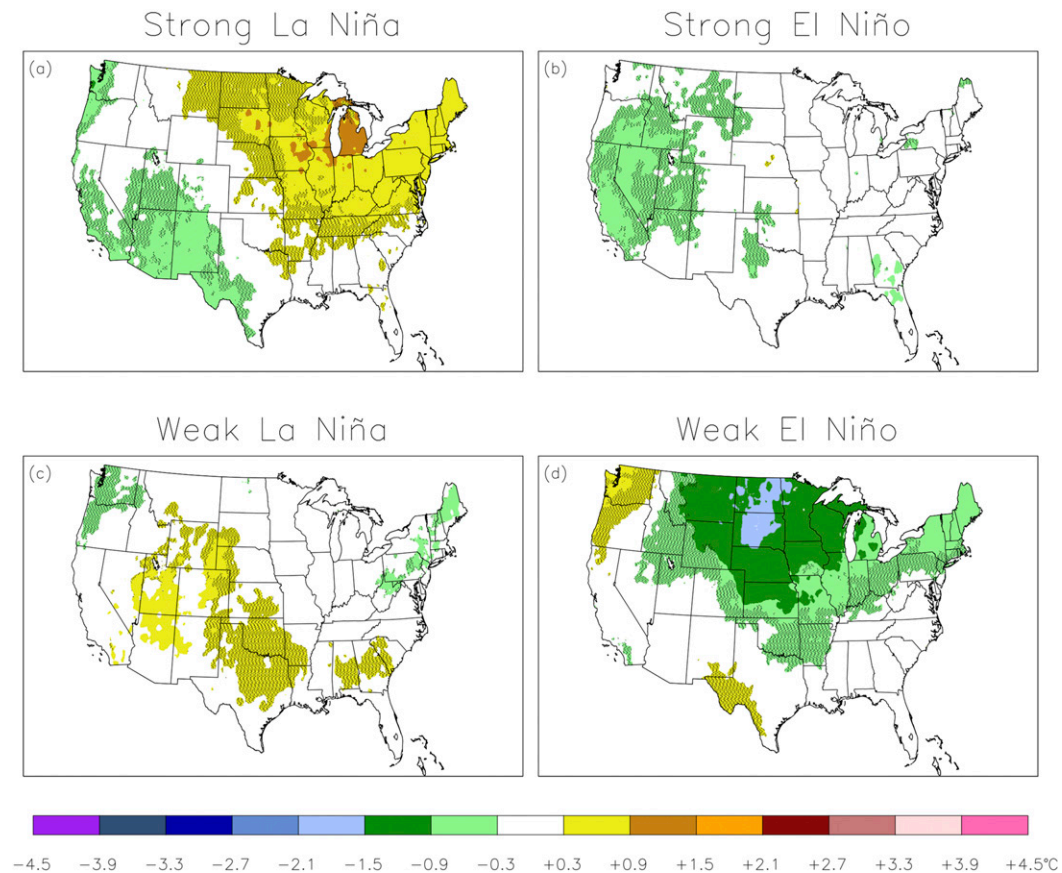 Strong La Niña
Strong El Niño
(a)
(b)
Weak La Niña
Weak El Niño
(c)
(d)
−4.5 −3.9 −3.3 −2.7 −2.1 −1.5 −0.9 −0.3 +0.3 +0.9 +1.5 +2.1 +2.7 +3.3 +3.9 +4.5°C